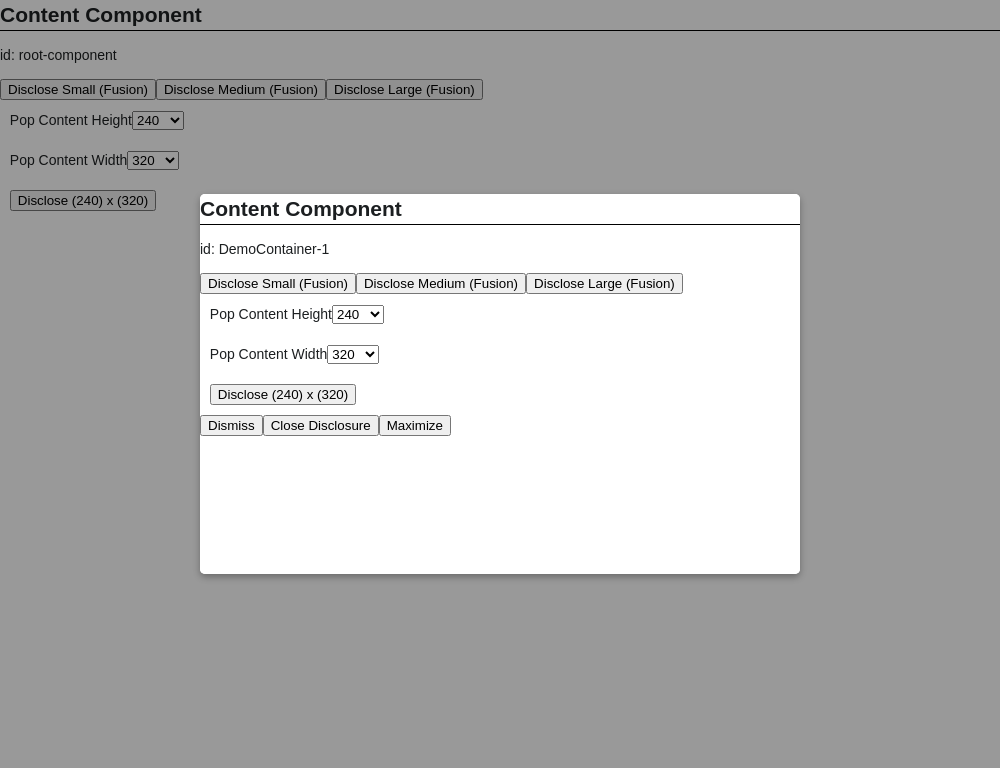 Content Component
id: root-component
Disclose Small (Fusion) Disclose Medium (Fusion) Disclose Large (Fusion)
Pop Content Height 240
Pop Content Width 320
Disclose (240) x (320)
Content Component
id: DemoContainer-1
Disclose Small (Fusion) Disclose Medium (Fusion) Disclose Large (Fusion)
Pop Content Height 240
Pop Content Width 320
Disclose (240) x (320)
Dismiss Close Disclosure Maximize